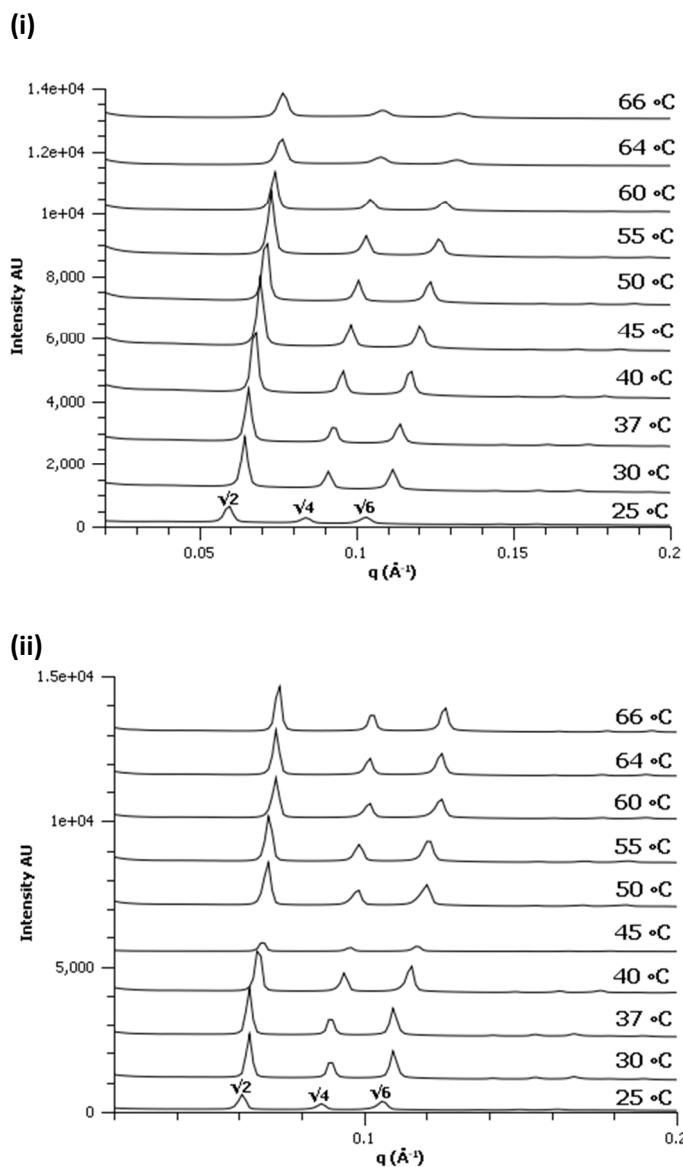 (i)
1.4e+04
66 °C
1.2e+04
64 °C
60 °C
1e+04
55 °C
8,000
50 °C
Intensity AU
6,000
45 °C
4,000
40 °C
37 °C
2,000
30 °C
√2 √4 √6
25 °C
0
0.05 0.1 0.15 0.2
q (Å⁻¹)
(ii)
1.5e+04
66 °C
64 °C
60 °C
1e+04
55 °C
50 °C
Intensity AU
45 °C
5,000
40 °C
37 °C
30 °C
√2 √4 √6
25 °C
0
0.1 0.2
q (Å⁻¹)